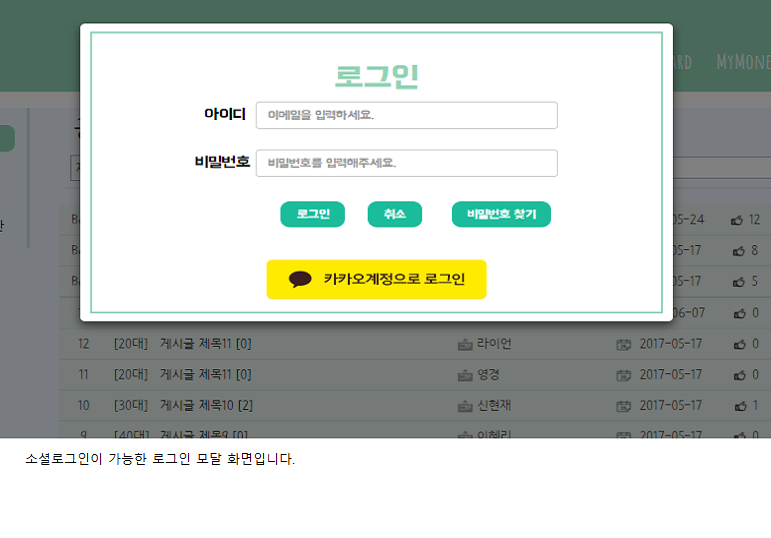 MYMONE
로그인
아이디 이메일을 입력하세요.
비밀번호 비밀번호를 입력해주세요.
로그인 취소 비밀번호 찾기
카카오계정으로 로그인
05-24 12
05-17 8
05-17 5
06-07 0
12 [20대] 게시글 제목11 [0] 라이언 2017-05-17 0
11 [20대] 게시글 제목11 [0] 영경 2017-05-17 0
10 [30대] 게시글 제목10 [2] 신현재 2017-05-17 1
9 [40대] 게시글 제목9 [0] 이혜리 2017-05-17 0
소셜로그인이 가능한 로그인 모달 화면입니다.